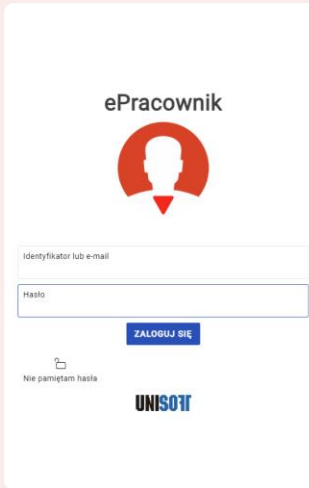 ePracownik
Identyfikator lub e-mail
Hasło
ZALOGUJ SIĘ
Nie pamiętam hasła
UNISOFT